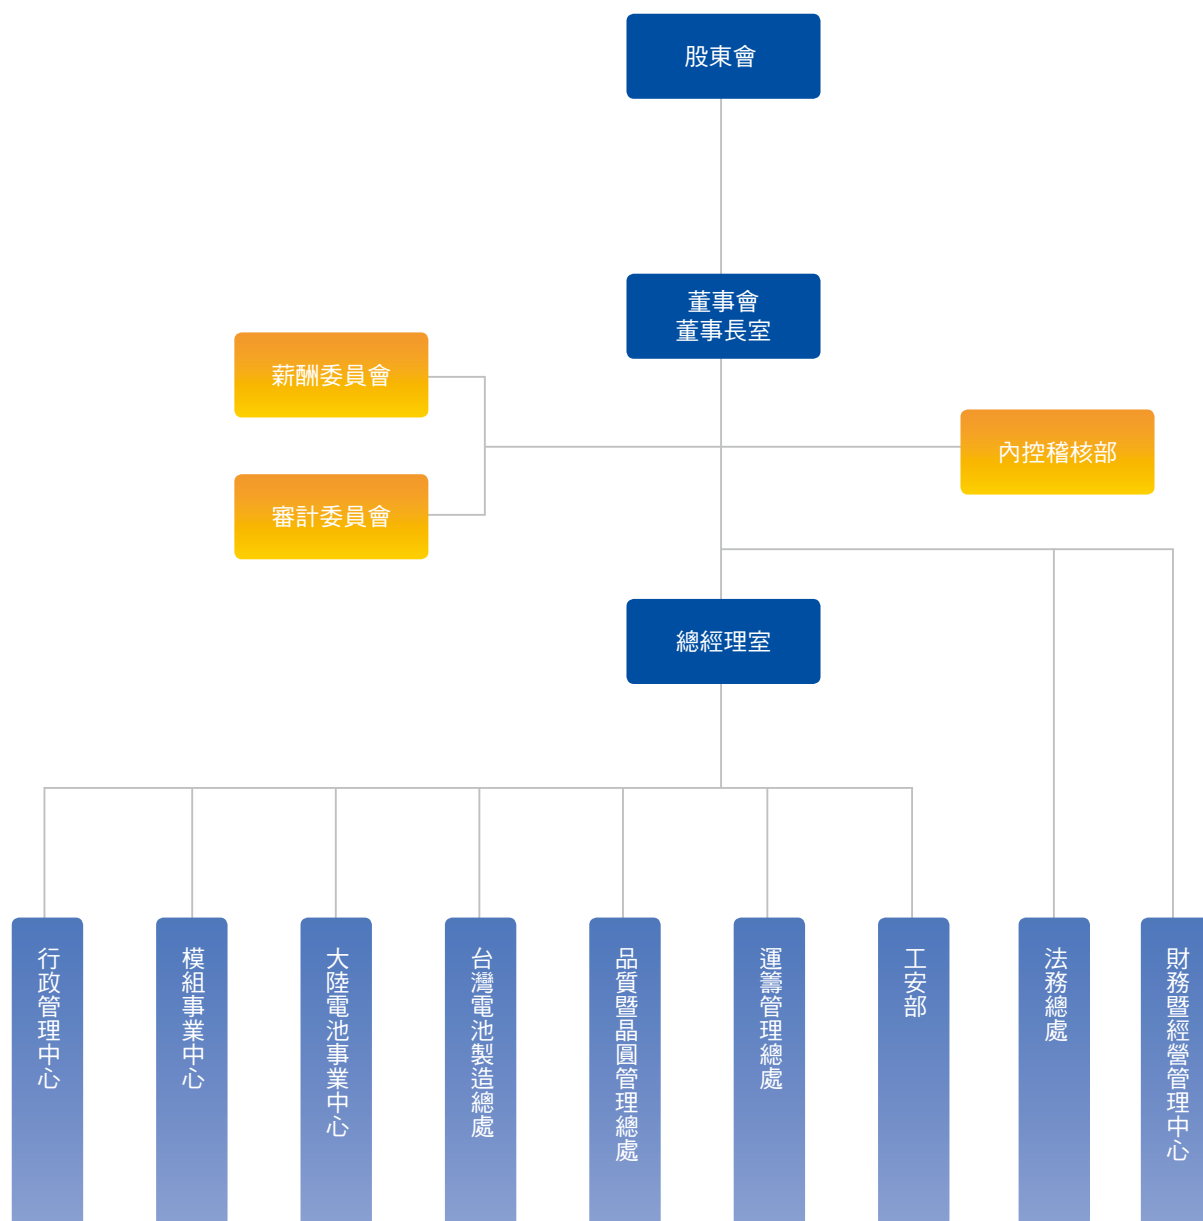 股東會
董事會
董事長室
薪酬委員會
內控稽核部
審計委員會
總經理室
行政管理中心
模組事業中心
大陸電池事業中心
台灣電池製造總處
品質暨晶圓管理總處
運籌管理總處
工安部
法務總處
財務暨經營管理中心